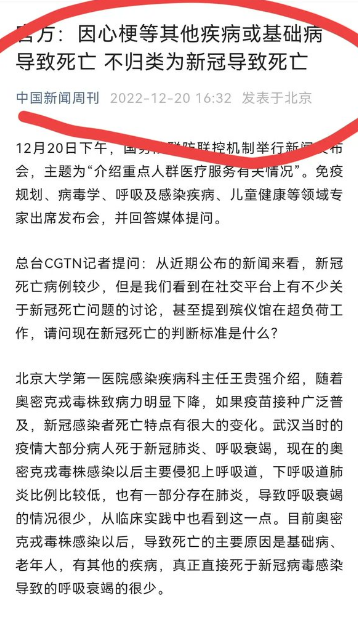 官方：因心梗等其他疾病或基础病
导致死亡 不归类为新冠导致死亡
中国新闻周刊 2022-12-20 16:32 发表于北京
12月20日下午，国务院联防联控机制举行新闻发布
会，主题为“介绍重点人群医疗服务有关情况”。免疫
规划、病毒学、呼吸及感染疾病、儿童健康等领域专
家出席发布会，并回答媒体提问。
总台CGTN记者提问：从近期公布的新闻来看，新冠
死亡病例较少，但是我们看到在社交平台上有不少关
于新冠死亡问题的讨论，甚至提到殡仪馆在超负荷工
作，请问现在新冠死亡的判断标准是什么？
北京大学第一医院感染疾病科主任王贵强介绍，随着
奥密克戎毒株致病力明显下降，如果疫苗接种广泛普
及，新冠感染者死亡特点有很大的变化。武汉当时的
疫情大部分病人死于新冠肺炎、呼吸衰竭，现在的奥
密克戎毒株感染以后主要侵犯上呼吸道，下呼吸道肺
炎比例比较低，也有一部分存在肺炎，导致呼吸衰竭
的情况很少，从临床实践中也看到这一点。目前奥密
克戎毒株感染以后，导致死亡的主要原因是基础病、
老年人，有其他的疾病，真正直接死于新冠病毒感染
导致的呼吸衰竭的很少。